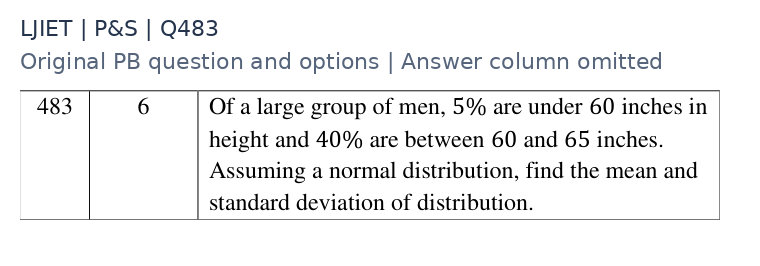 LJIET | P&S | Q483
Original PB question and options | Answer column omitted
483 6 Of a large group of men, 5% are under 60 inches in
height and 40% are between 60 and 65 inches.
Assuming a normal distribution, find the mean and
standard deviation of distribution.